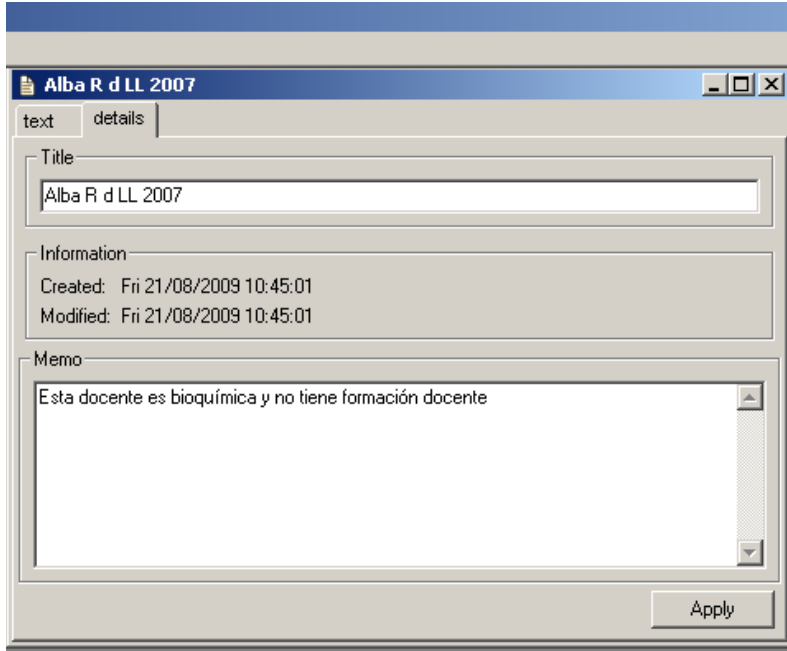 Alba R d LL 2007
text details
Title
Alba R d LL 2007
Information
Created: Fri 21/08/2009 10:45:01
Modified: Fri 21/08/2009 10:45:01
Memo
Esta docente es bioquímica y no tiene formación docente
Apply